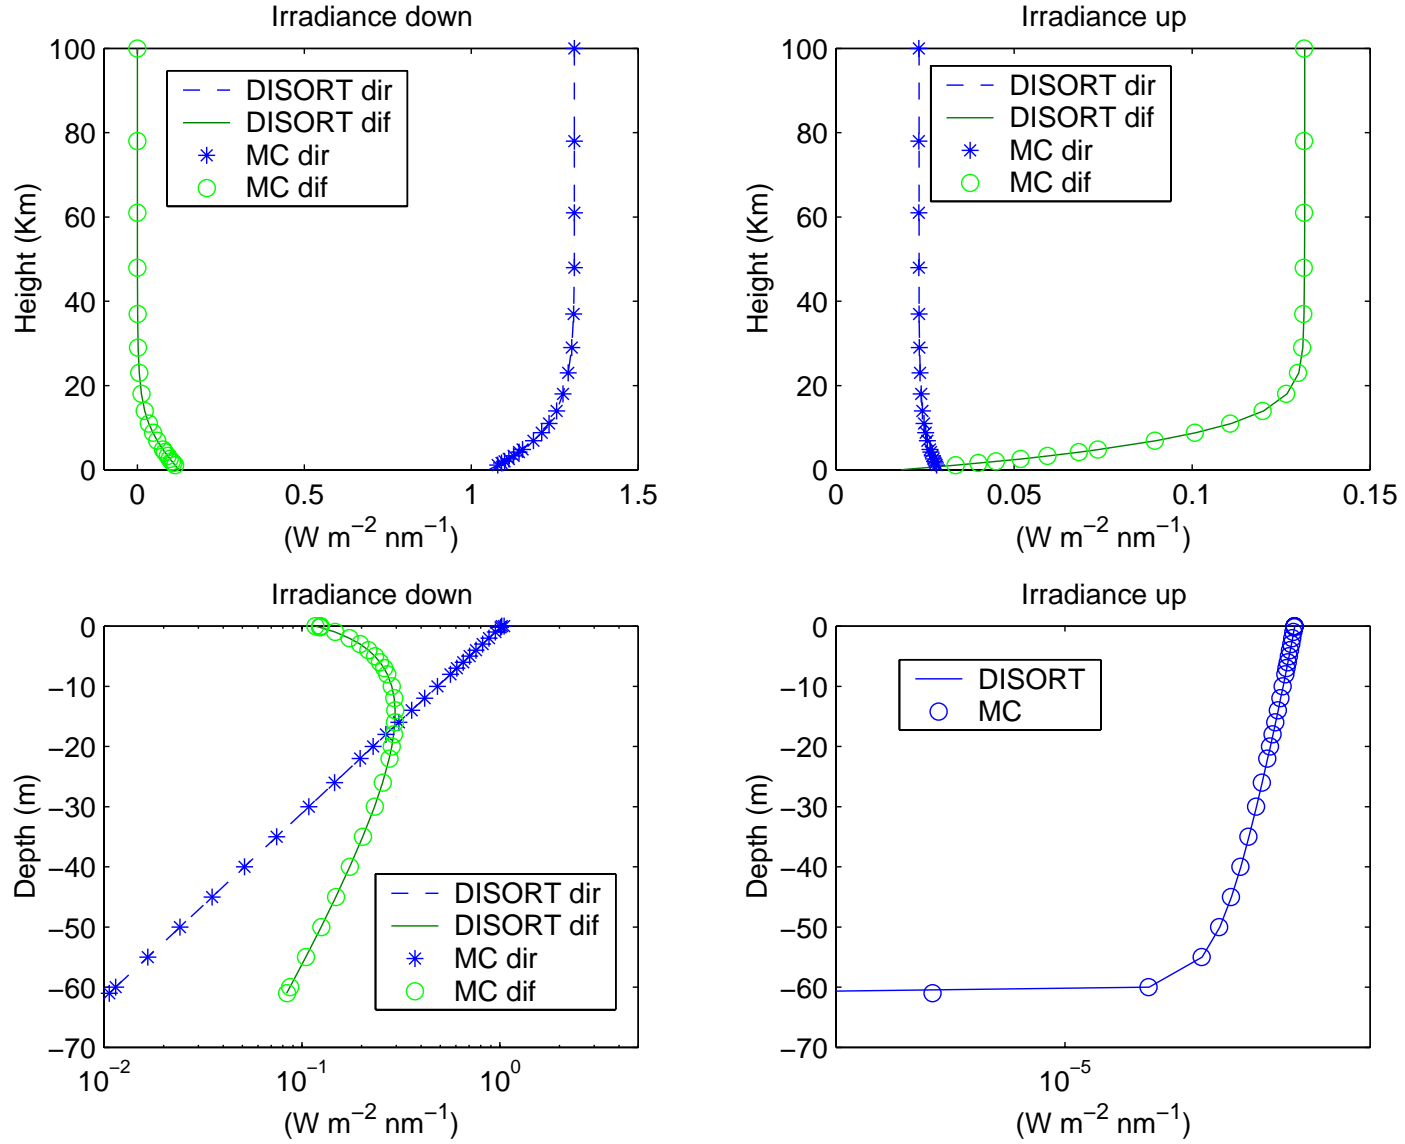 Irradiance down
100
80
60
40
20
0
Height (Km)
DISORT dir
DISORT dif
MC dir
MC dif
0
0.5
1
1.5
(W m−2 nm−1)
Irradiance up
100
80
60
40
20
0
Height (Km)
DISORT dir
DISORT dif
MC dir
MC dif
0
0.05
0.1
0.15
(W m−2 nm−1)
Irradiance down
0
−10
−20
−30
−40
−50
−60
−70
Depth (m)
DISORT dir
DISORT dif
MC dir
MC dif
10−2
10−1
100
(W m−2 nm−1)
Irradiance up
0
−10
−20
−30
−40
−50
−60
−70
Depth (m)
DISORT
MC
10−5
(W m−2 nm−1)